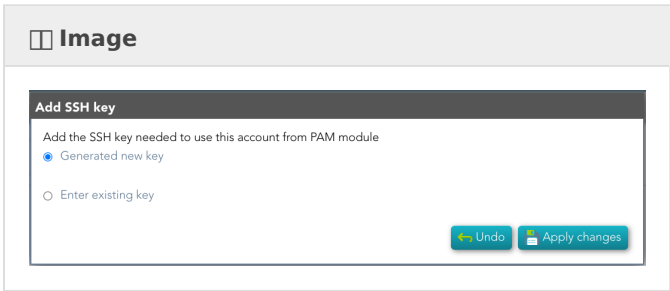 Image
Add SSH key
Add the SSH key needed to use this account from PAM module
Generated new key
Enter existing key
Undo
Apply changes